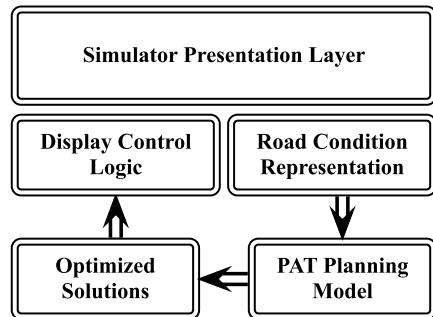 Simulator Presentation Layer
Display Control
Logic
Road Condition
Representation
Optimized
Solutions
PAT Planning
Model